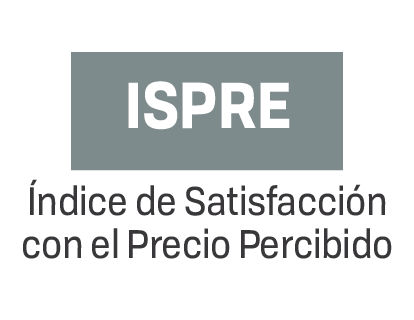 ISPRE
Índice de Satisfacción
con el Precio Percibido